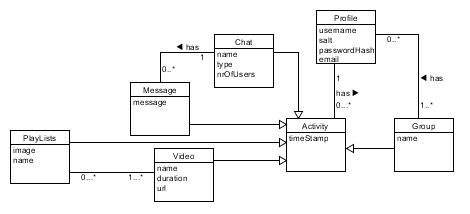 Profile
username
salt
passwordHash
email
0..*
◄ has
1
Chat
name
type
nrOfUsers
0..*
1
◄ has
1..*
Message
message
has ►
0...*
Activity
timeStamp
Group
name
PlayLists
image
name
Video
name
duration
url
0...*
1...*